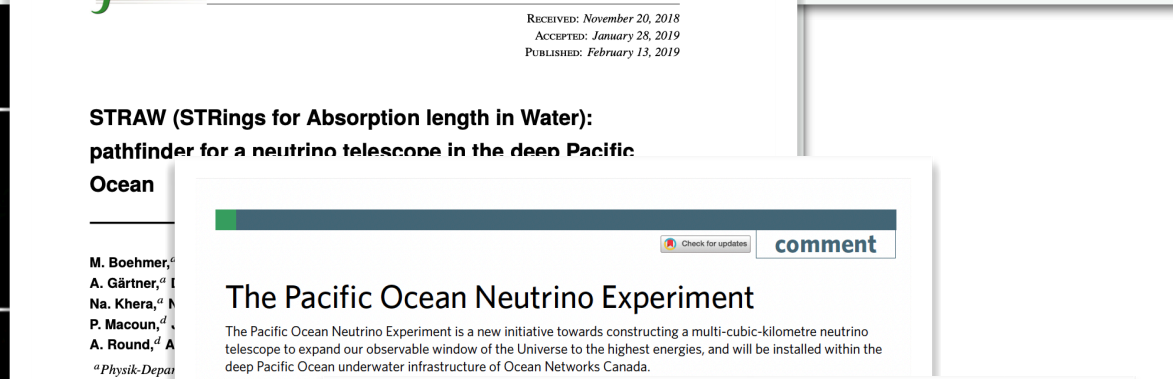 RECEIVED: November 20, 2018
ACCEPTED: January 28, 2019
PUBLISHED: February 13, 2019
STRAW (STRings for Absorption length in Water):
pathfinder for a neutrino telescope in the deep Pacific
Ocean
M. Boehmer,
A. Gärtner,ᵃ
Na. Khera,ᵃ
P. Macoun,ᵈ
A. Round,ᵈ A
ᵃPhysik-Depar
Check for updates
comment
The Pacific Ocean Neutrino Experiment
The Pacific Ocean Neutrino Experiment is a new initiative towards constructing a multi-cubic-kilometre neutrino
telescope to expand our observable window of the Universe to the highest energies, and will be installed within the
deep Pacific Ocean underwater infrastructure of Ocean Networks Canada.